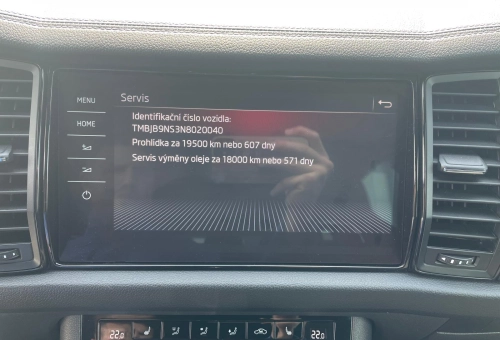 MENU
HOME
Servis
Identifikační číslo vozidla:
TMBJB9NS3N8020040
Prohlídka za 19500 km nebo 607 dny
Servis výměny oleje za 18000 km nebo 571 dny
22.0
22.0